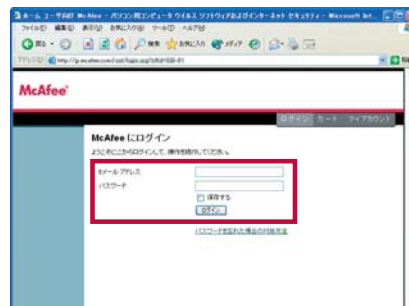 ホーム ユーザ向け McAfee - パソコン用コンピュータ ウイルス ソフトウェアおよびインターネット セキュリティ - Microsoft Int...
ファイル(F) 編集(E) 表示(V) お気に入り(A) ツール(T) ヘルプ(H)
戻る 検索 お気に入り メディア
アドレス(D)
McAfee
ログイン カート マイアカウント
McAfee にログイン
ようこそ!ここからログインして、操作を続行してください。
Eメール アドレス
パスワード
保存する
ログイン
パスワードを忘れた場合の対処方法